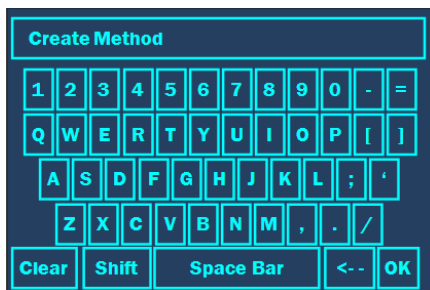 Create Method
1 2 3 4 5 6 7 8 9 0 - =
Q W E R T Y U I O P [ ]
A S D F G H J K L ; ‘
Z X C V B N M , . /
Clear Shift Space Bar <-- OK